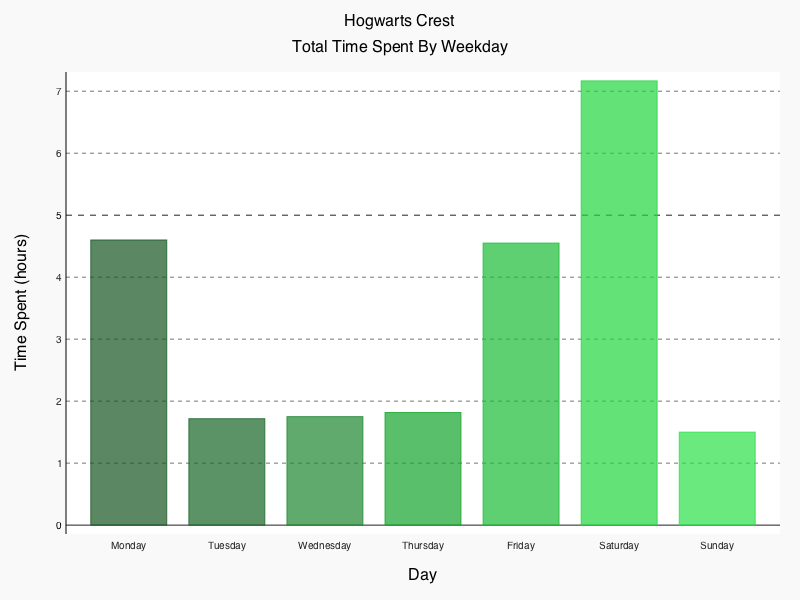 Hogwarts Crest
Total Time Spent By Weekday
Time Spent (hours)
7
6
5
4
3
2
1
0
Monday Tuesday Wednesday Thursday Friday Saturday Sunday
Day